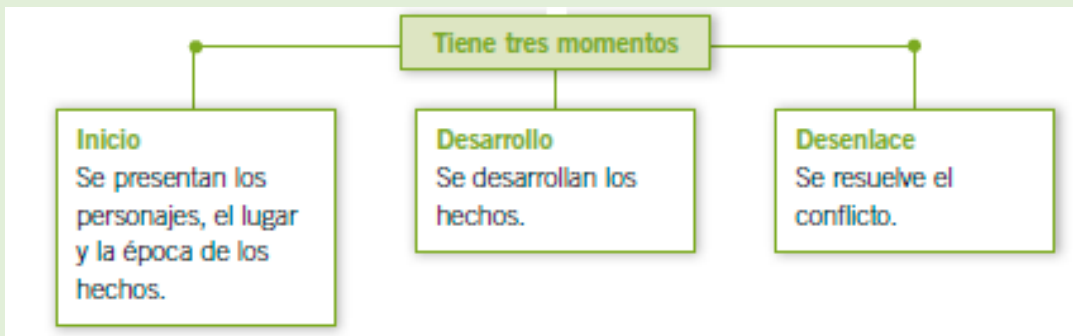 Tiene tres momentos
Inicio
Se presentan los
personajes, el lugar
y la época de los
hechos.
Desarrollo
Se desarrollan los
hechos.
Desenlace
Se resuelve el
conflicto.